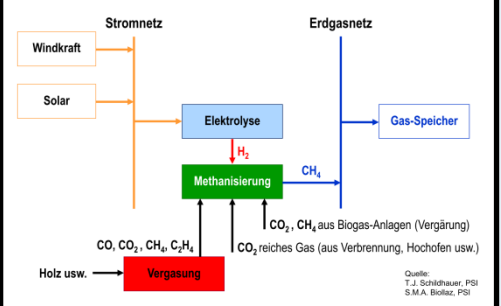 Stromnetz
Erdgasnetz
Windkraft
Solar
Elektrolyse
Gas-Speicher
H₂
CH₄
Methanisierung
CO₂ , CH₄ aus Biogas-Anlagen (Vergärung)
CO, CO₂ , CH₄, C₂H₄
CO₂ reiches Gas (aus Verbrennung, Hochofen usw.)
Holz usw.
Vergasung
Quelle:
T.J. Schildhauer, PSI
S.M.A. Biollaz, PSI